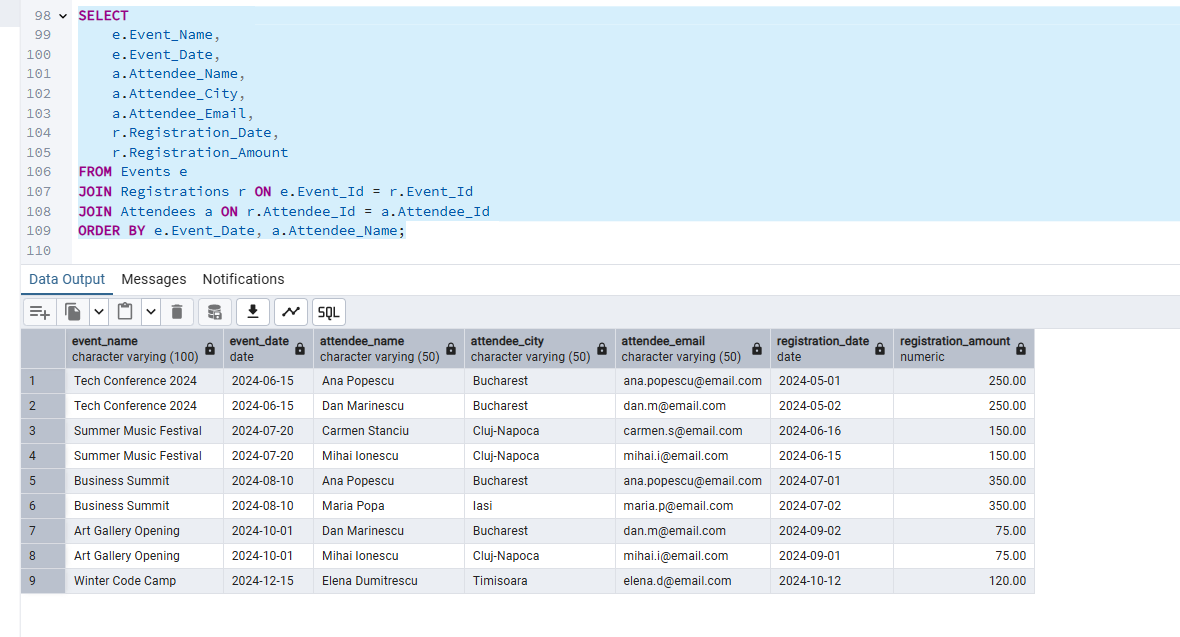 98 SELECT
99 e.Event_Name,
100 e.Event_Date,
101 a.Attendee_Name,
102 a.Attendee_City,
103 a.Attendee_Email,
104 r.Registration_Date,
105 r.Registration_Amount
106 FROM Events e
107 JOIN Registrations r ON e.Event_Id = r.Event_Id
108 JOIN Attendees a ON r.Attendee_Id = a.Attendee_Id
109 ORDER BY e.Event_Date, a.Attendee_Name;
110
Data Output Messages Notifications
SQL
event_name event_date attendee_name attendee_city attendee_email registration_date registration_amount
character varying (100) date character varying (50) character varying (50) character varying (50) date numeric
1 Tech Conference 2024 2024-06-15 Ana Popescu Bucharest ana.popescu@email.com 2024-05-01 250.00
2 Tech Conference 2024 2024-06-15 Dan Marinescu Bucharest dan.m@email.com 2024-05-02 250.00
3 Summer Music Festival 2024-07-20 Carmen Stanciu Cluj-Napoca carmen.s@email.com 2024-06-16 150.00
4 Summer Music Festival 2024-07-20 Mihai Ionescu Cluj-Napoca mihai.i@email.com 2024-06-15 150.00
5 Business Summit 2024-08-10 Ana Popescu Bucharest ana.popescu@email.com 2024-07-01 350.00
6 Business Summit 2024-08-10 Maria Popa Iasi maria.p@email.com 2024-07-02 350.00
7 Art Gallery Opening 2024-10-01 Dan Marinescu Bucharest dan.m@email.com 2024-09-02 75.00
8 Art Gallery Opening 2024-10-01 Mihai Ionescu Cluj-Napoca mihai.i@email.com 2024-09-01 75.00
9 Winter Code Camp 2024-12-15 Elena Dumitrescu Timisoara elena.d@email.com 2024-10-12 120.00